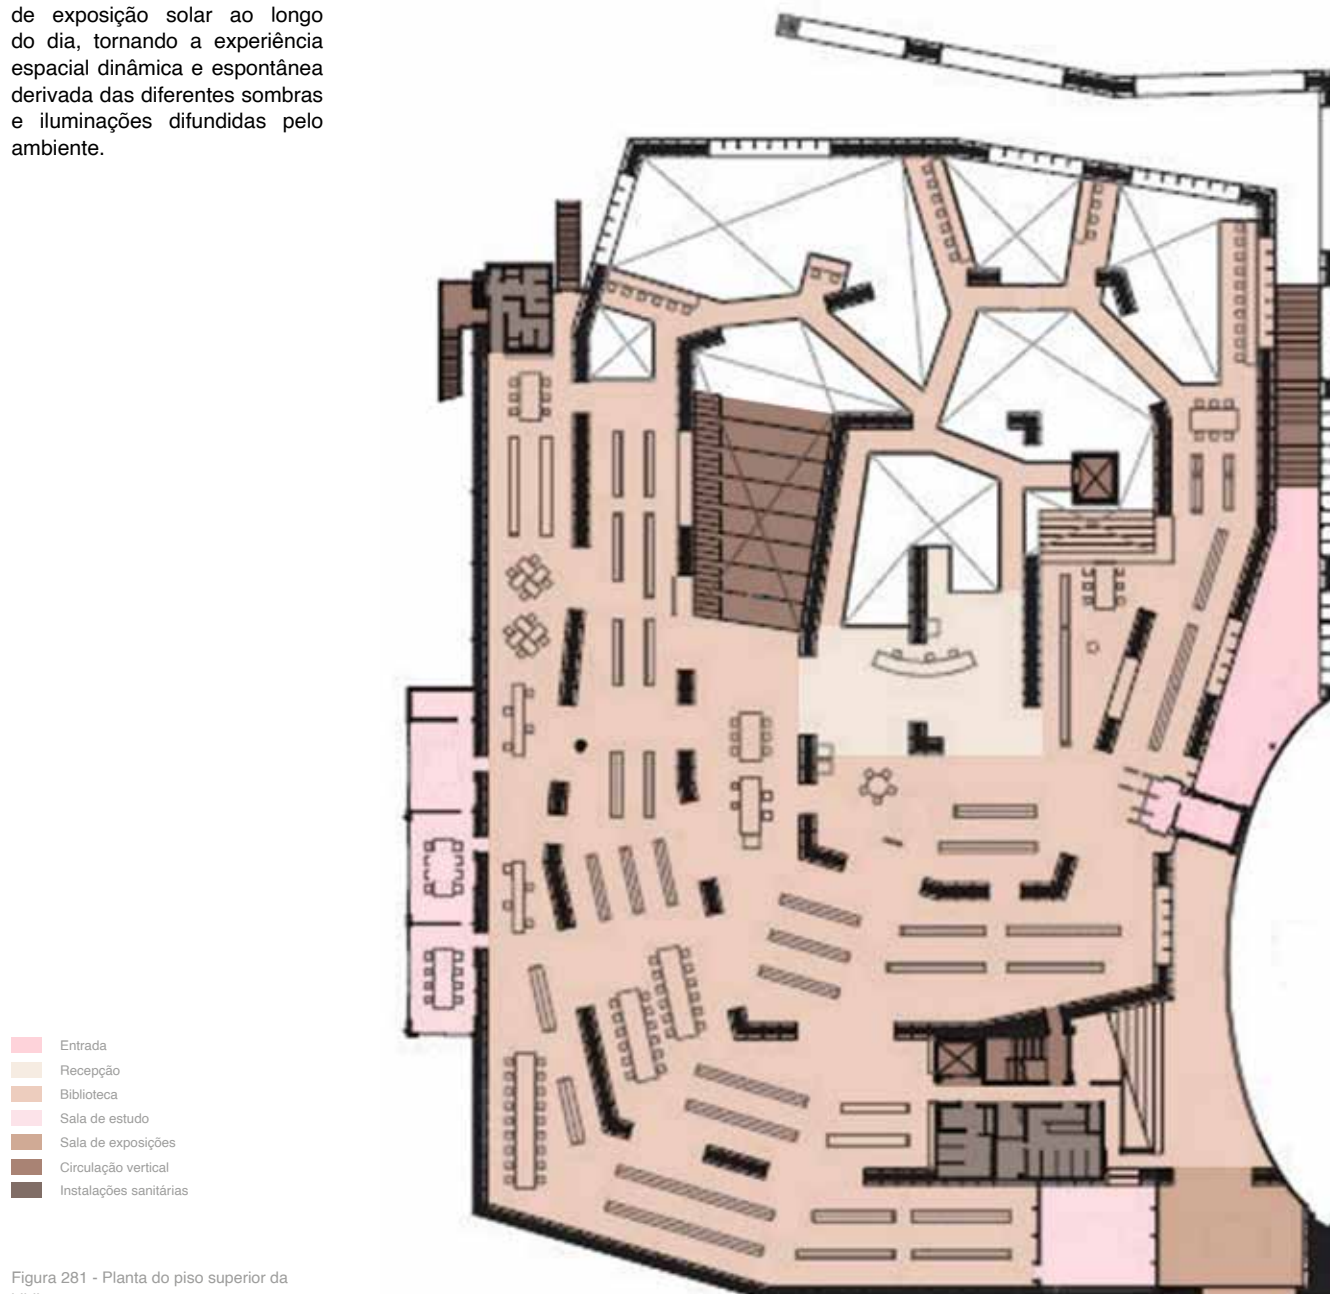 de exposição solar ao longo
do dia, tornando a experiência
espacial dinâmica e espontânea
derivada das diferentes sombras
e iluminações difundidas pelo
ambiente.
Entrada
Recepção
Biblioteca
Sala de estudo
Sala de exposições
Circulação vertical
Instalações sanitárias
Figura 281 - Planta do piso superior da